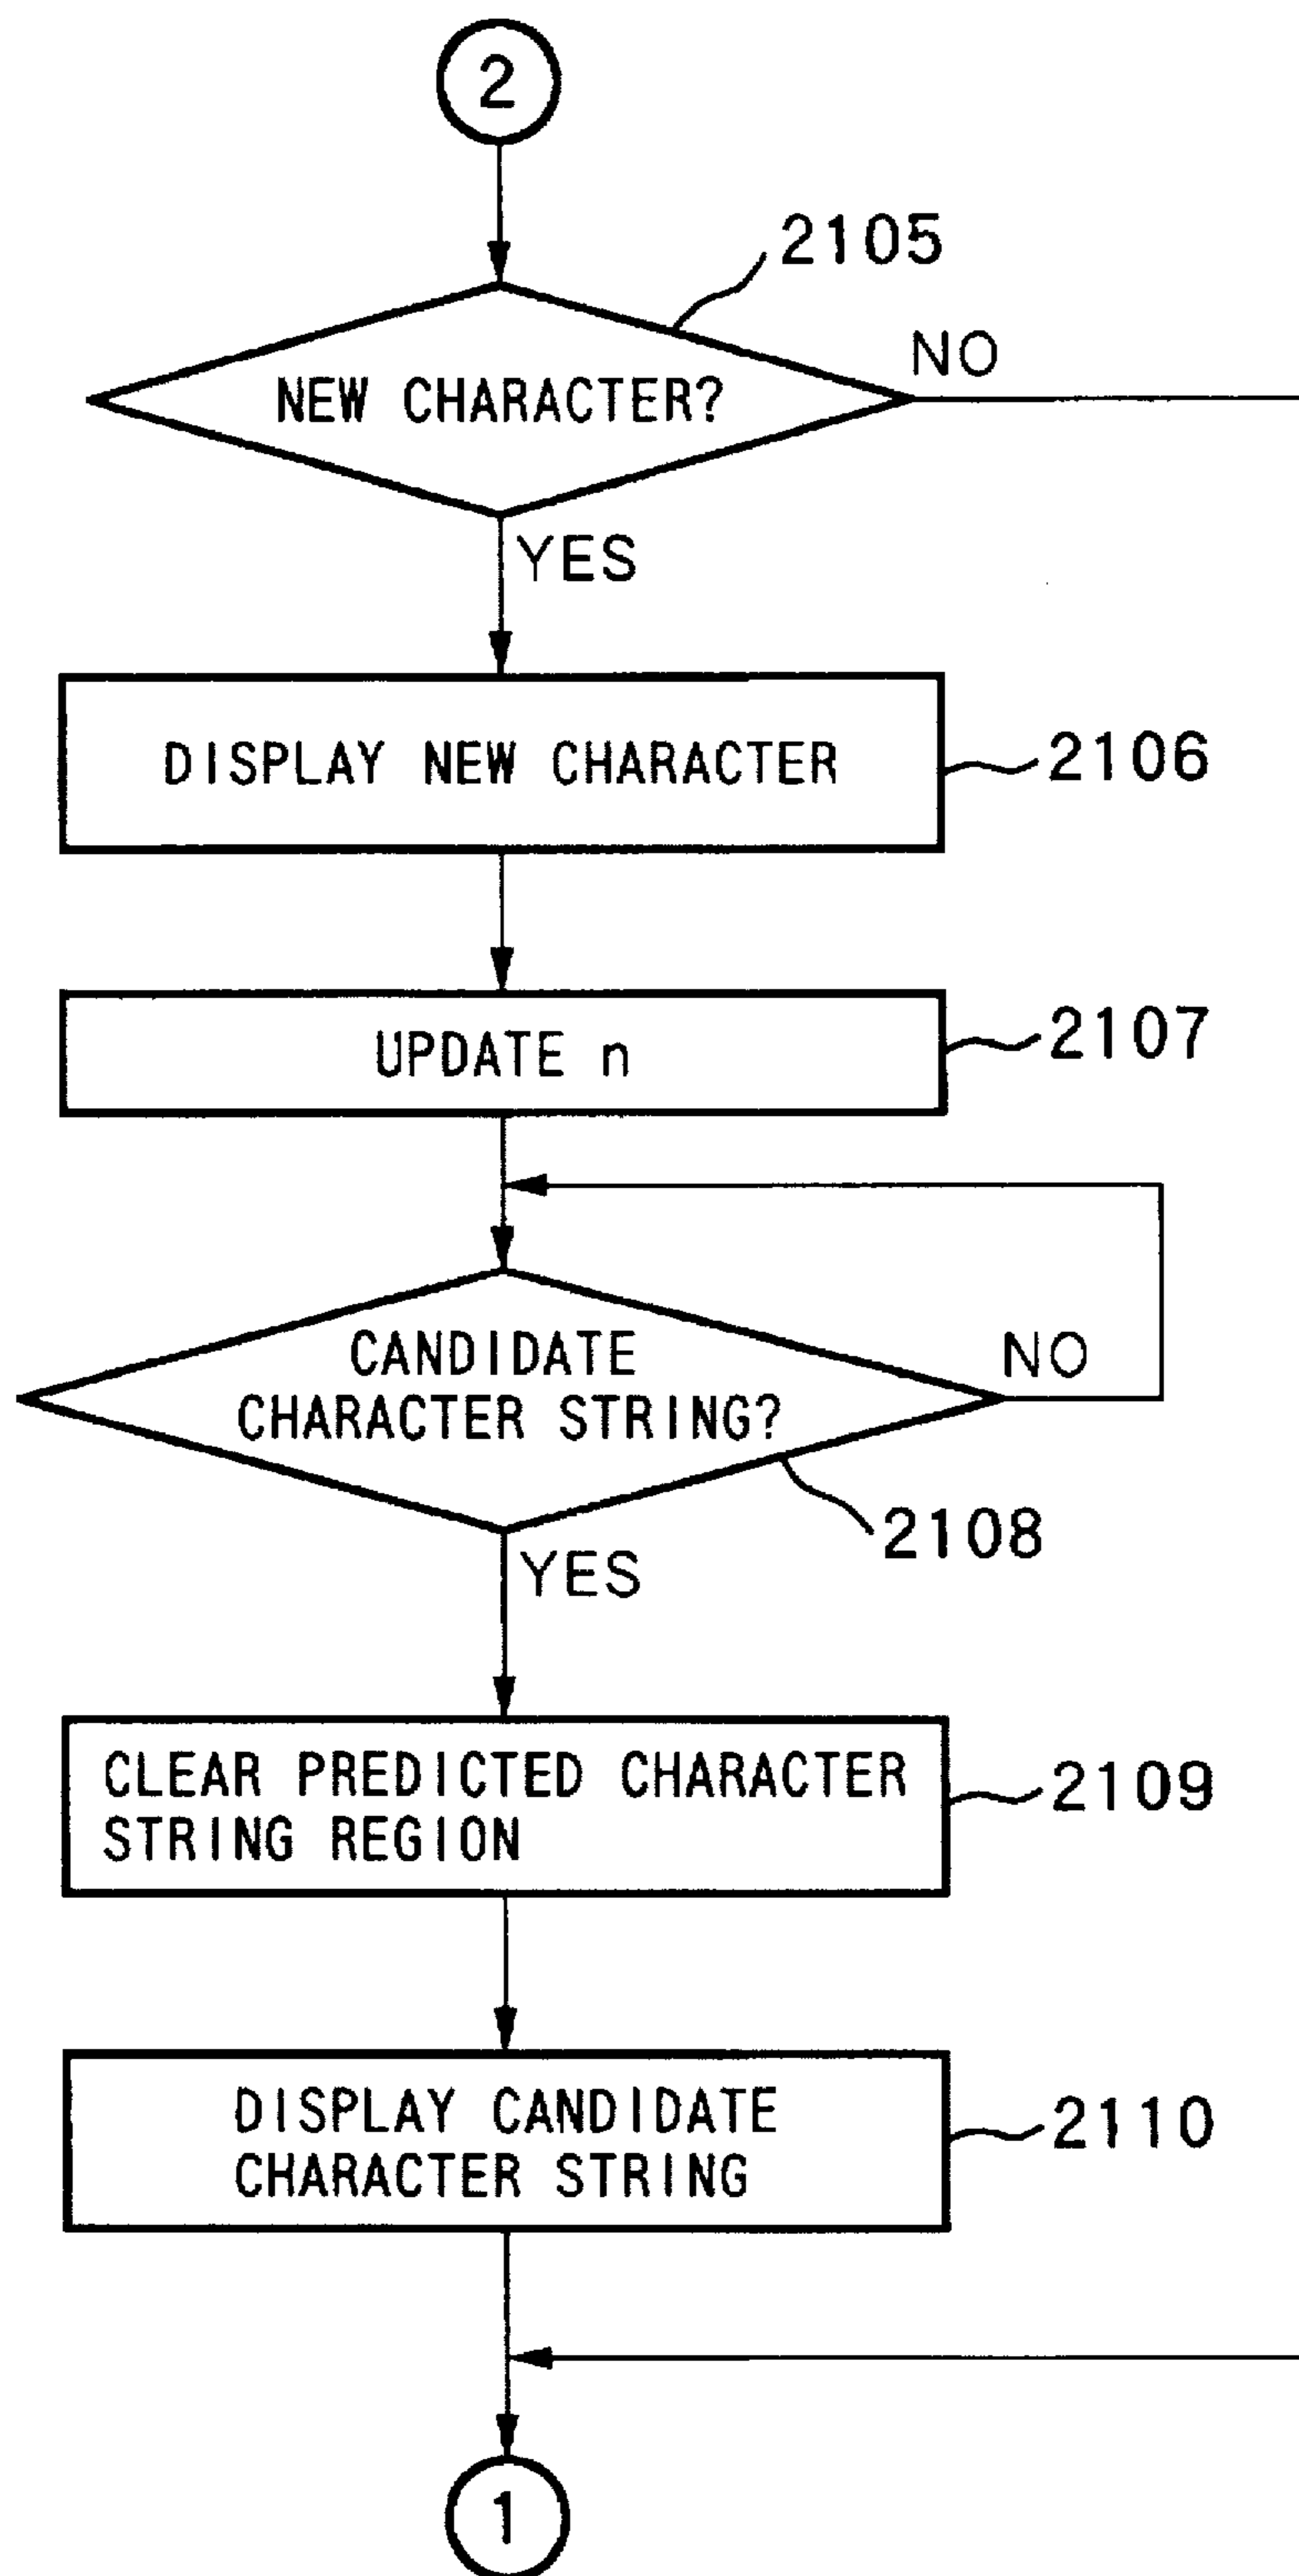 2
2105
NEW CHARACTER?
NO
YES
DISPLAY NEW CHARACTER
2106
UPDATE n
2107
CANDIDATE
CHARACTER STRING?
NO
2108
YES
CLEAR PREDICTED CHARACTER
STRING REGION
2109
DISPLAY CANDIDATE
CHARACTER STRING
2110
1